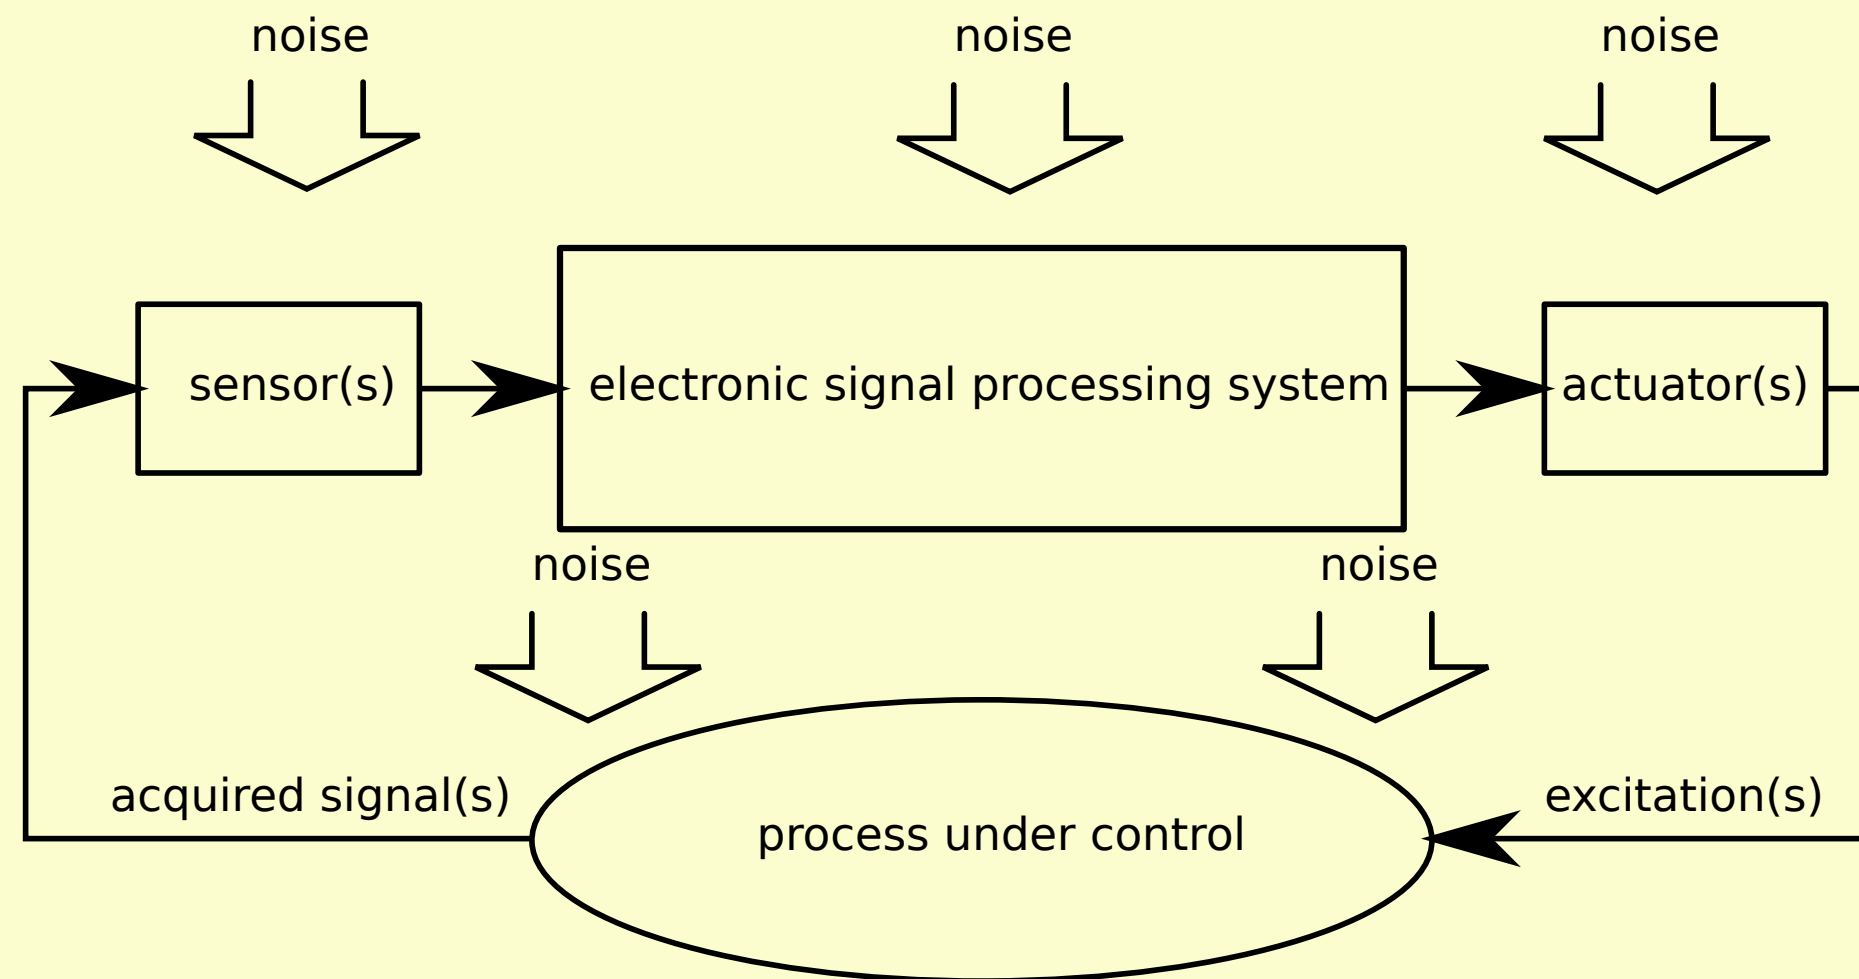 noise
noise
noise
sensor(s)
electronic signal processing system
actuator(s)
noise
noise
acquired signal(s)
process under control
excitation(s)